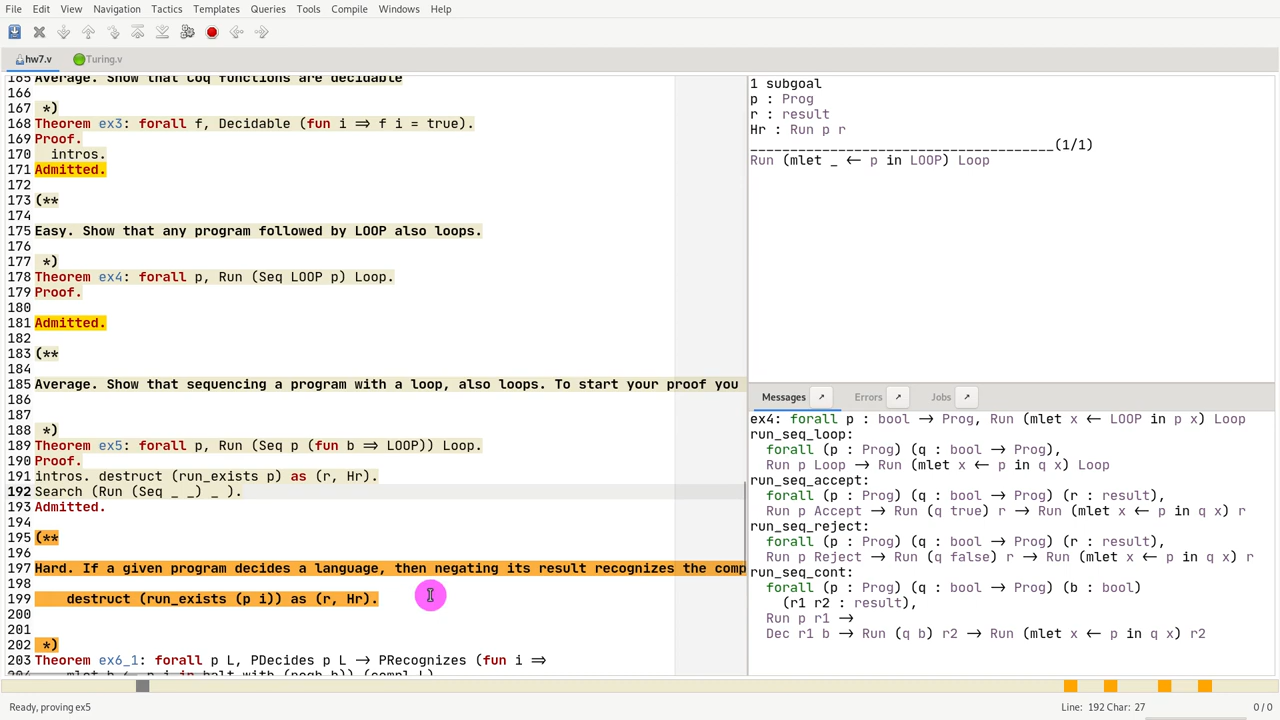 File Edit View Navigation Tactics Templates Queries Tools Compile Windows Help
hw7.v Turing.v
165 Average. Show that Coq functions are decidable
166
167 *)
168 Theorem ex3: forall f, Decidable (fun i ⇒ f i = true).
169 Proof.
170 intros.
171 Admitted.
172
173 (**
174
175 Easy. Show that any program followed by LOOP also loops.
176
177 *)
178 Theorem ex4: forall p, Run (Seq LOOP p) Loop.
179 Proof.
180
181 Admitted.
182
183 (**
184
185 Average. Show that sequencing a program with a loop, also loops. To start your proof you
186
187
188 *)
189 Theorem ex5: forall p, Run (Seq p (fun b ⇒ LOOP)) Loop.
190 Proof.
191 intros. destruct (run_exists p) as (r, Hr).
192 Search (Run (Seq _ _) _ ).
193 Admitted.
194
195 (**
196
197 Hard. If a given program decides a language, then negating its result recognizes the comp
198
199 destruct (run_exists (p i)) as (r, Hr).
200
201
202 *)
203 Theorem ex6_1: forall p L, PDecides p L → PRecognizes (fun i ⇒
1 subgoal
p : Prog
r : result
Hr : Run p r
______________________________________(1/1)
Run (mlet _ ← p in LOOP) Loop
Messages ↗ Errors ↗ Jobs ↗
ex4: forall p : bool → Prog, Run (mlet x ← LOOP in p x) Loop
run_seq_loop:
forall (p : Prog) (q : bool → Prog),
Run p Loop → Run (mlet x ← p in q x) Loop
run_seq_accept:
forall (p : Prog) (q : bool → Prog) (r : result),
Run p Accept → Run (q true) r → Run (mlet x ← p in q x) r
run_seq_reject:
forall (p : Prog) (q : bool → Prog) (r : result),
Run p Reject → Run (q false) r → Run (mlet x ← p in q x) r
run_seq_cont:
forall (p : Prog) (q : bool → Prog) (b : bool)
(r1 r2 : result),
Run p r1 →
Dec r1 b → Run (q b) r2 → Run (mlet x ← p in q x) r2
Ready, proving ex5 Line: 192 Char: 27 0 / 0